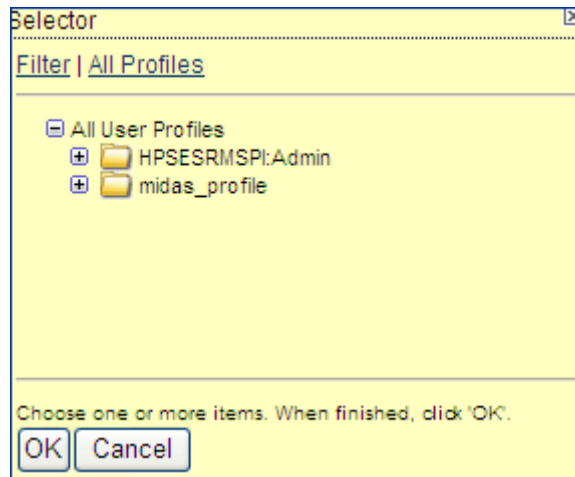 Selector
Filter | All Profiles
All User Profiles
HPSESRMSPI:Admin
midas_profile
Choose one or more items. When finished, click 'OK'.
OK Cancel